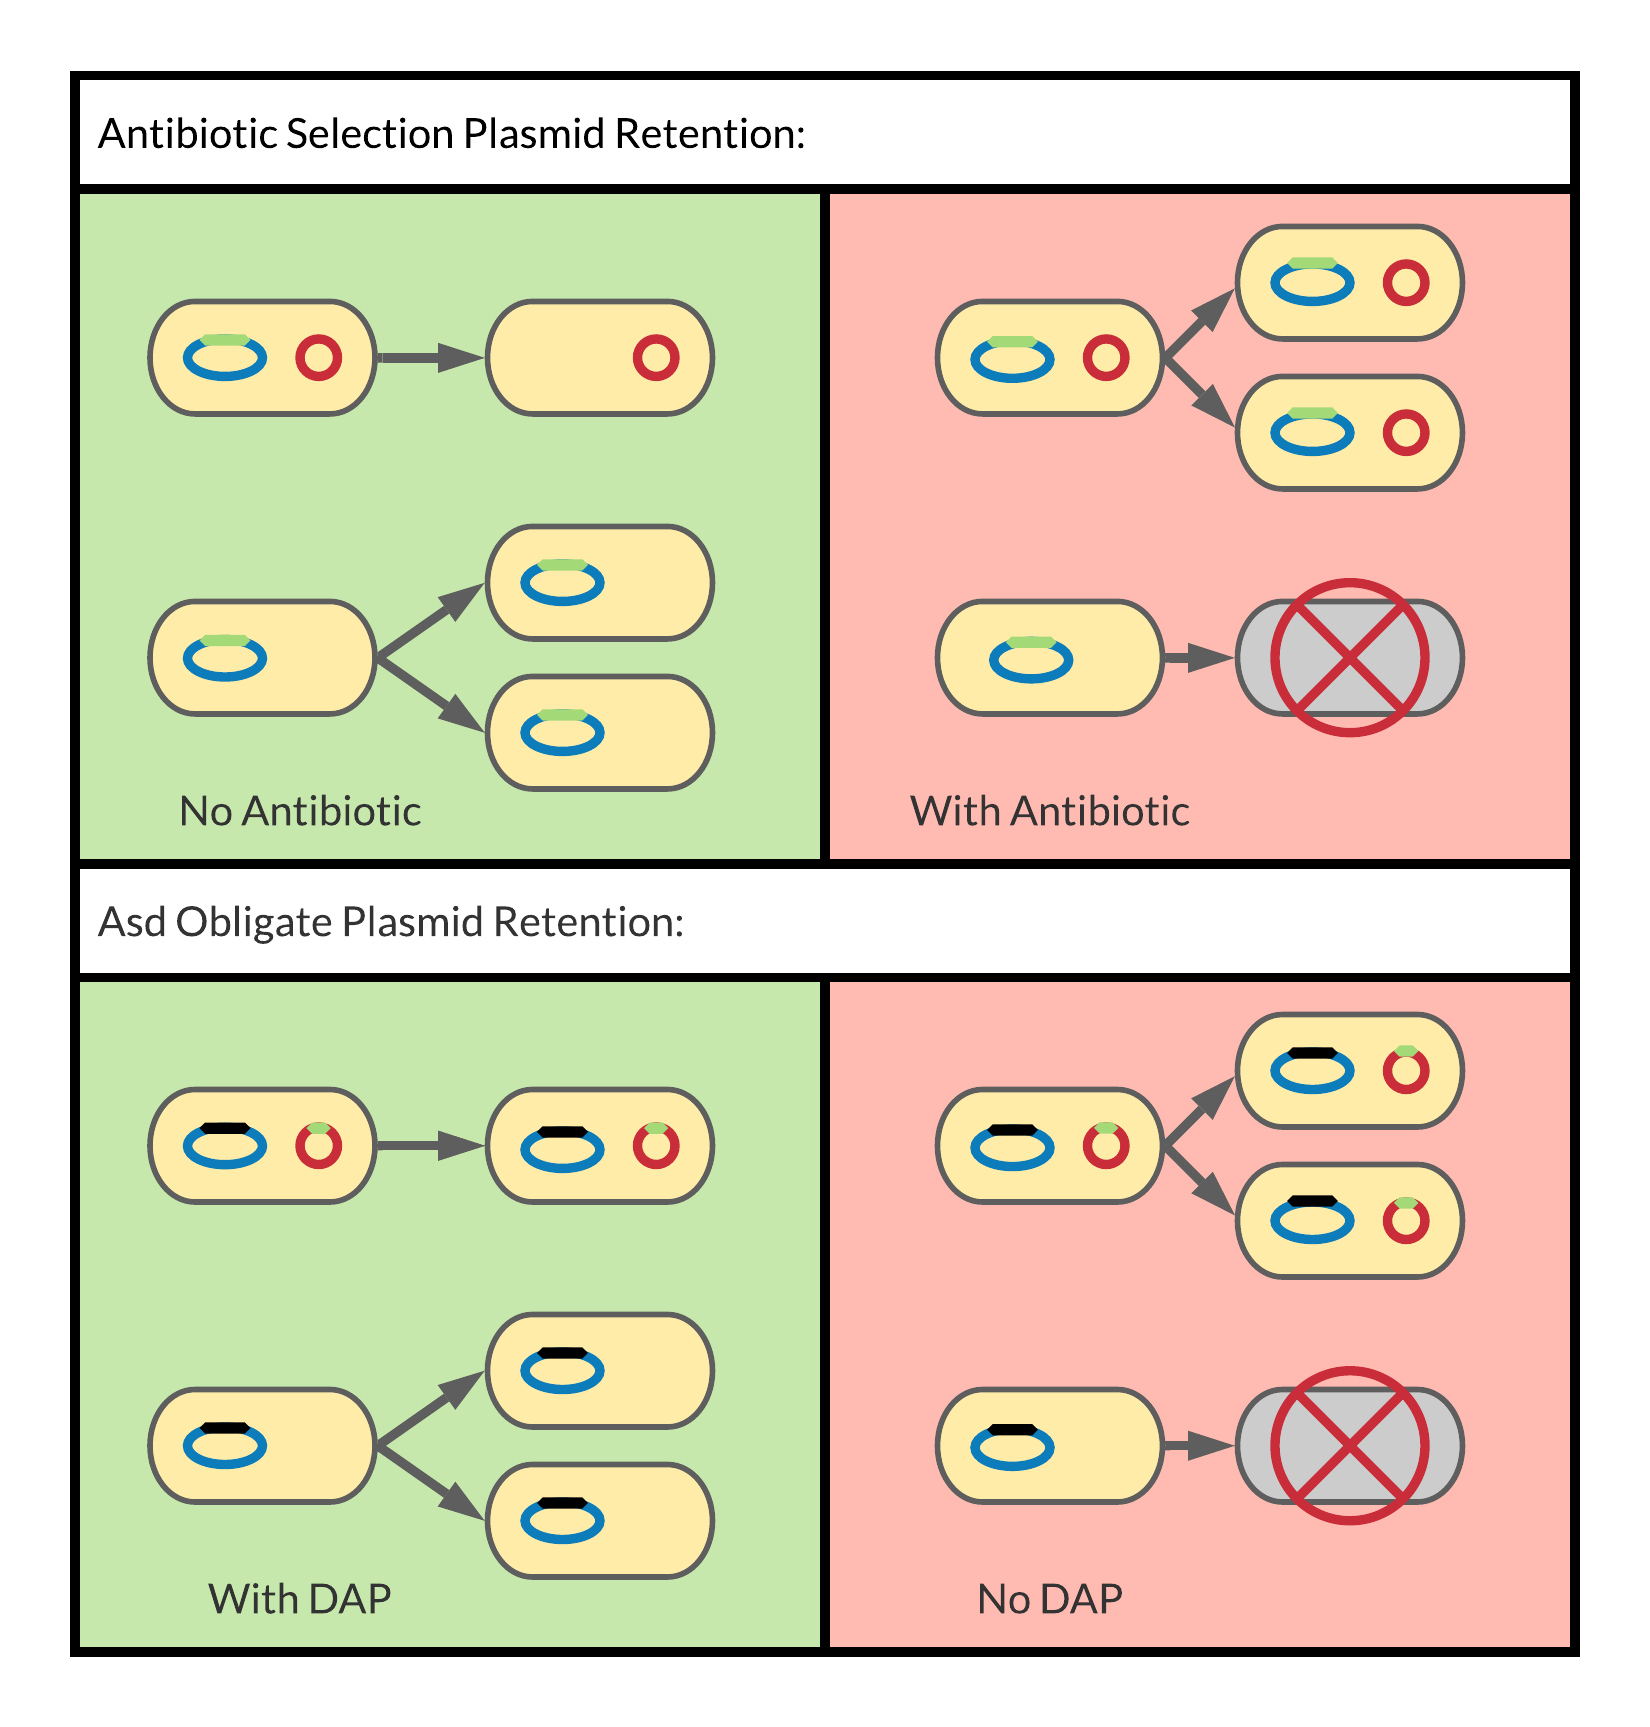 Antibiotic Selection Plasmid Retention:
No Antibiotic
With Antibiotic
Asd Obligate Plasmid Retention:
With DAP
No DAP